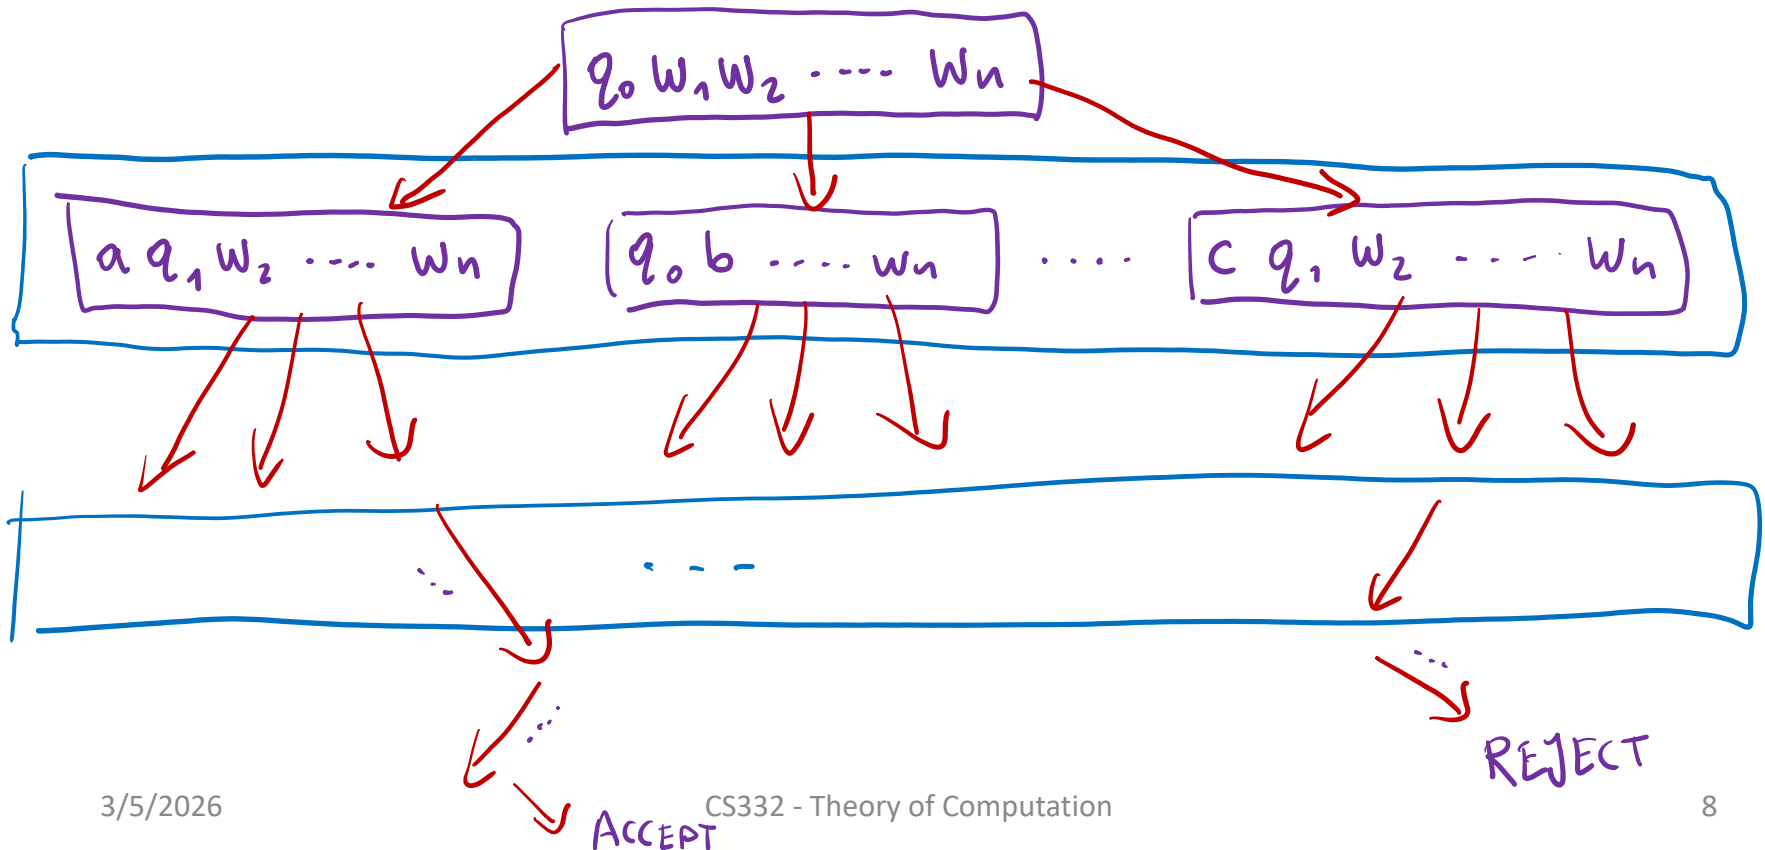 q₀ w₁ w₂ ..... wₙ
a q₁ w₂ ..... wₙ q₀ b ..... wₙ ..... c q₁ w₂ ..... wₙ
REJECT
3/5/2026 CS332 - Theory of Computation 8
ACCEPT